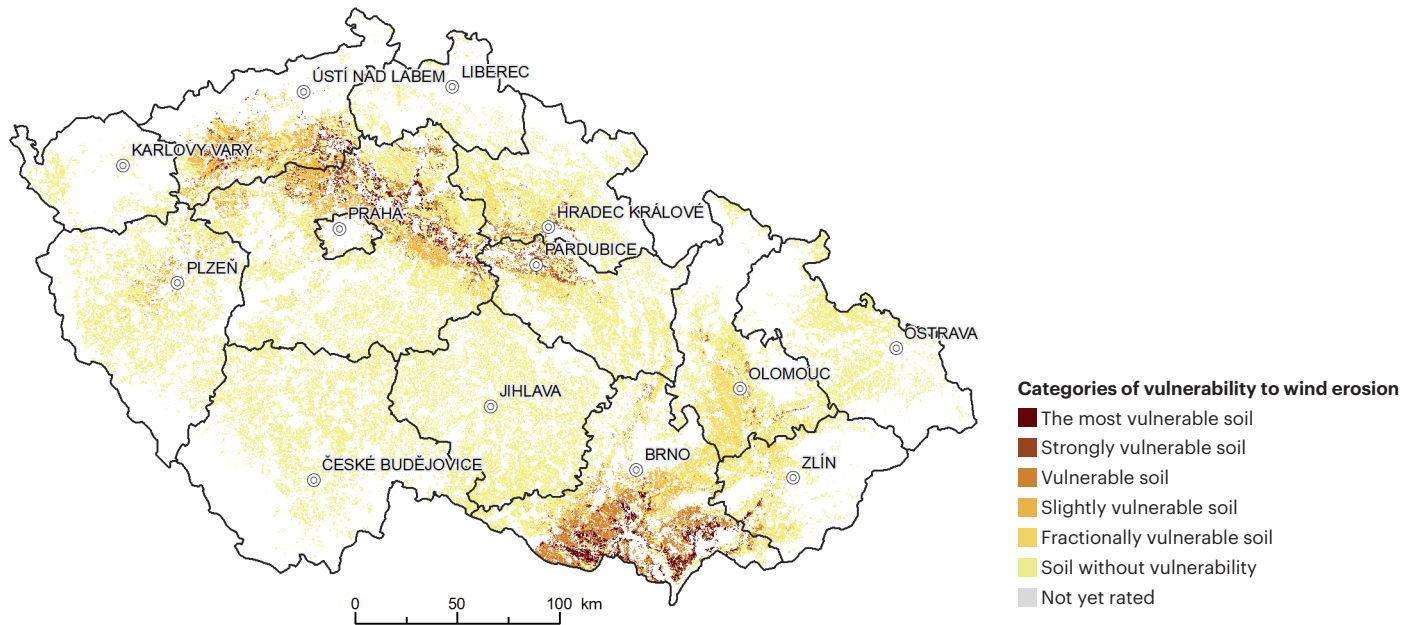 ÚSTÍ NAD LABEM
LIBEREC
KARLOVY VARY
PRAHA
HRADEC KRÁLOVÉ
PARDUBICE
PLZEŇ
OSTRAVA
OLOMOUC
JIHLAVA
BRNO
ZLÍN
ČESKÉ BUDĚJOVICE
0 50 100 km
Categories of vulnerability to wind erosion
The most vulnerable soil
Strongly vulnerable soil
Vulnerable soil
Slightly vulnerable soil
Fractionally vulnerable soil
Soil without vulnerability
Not yet rated